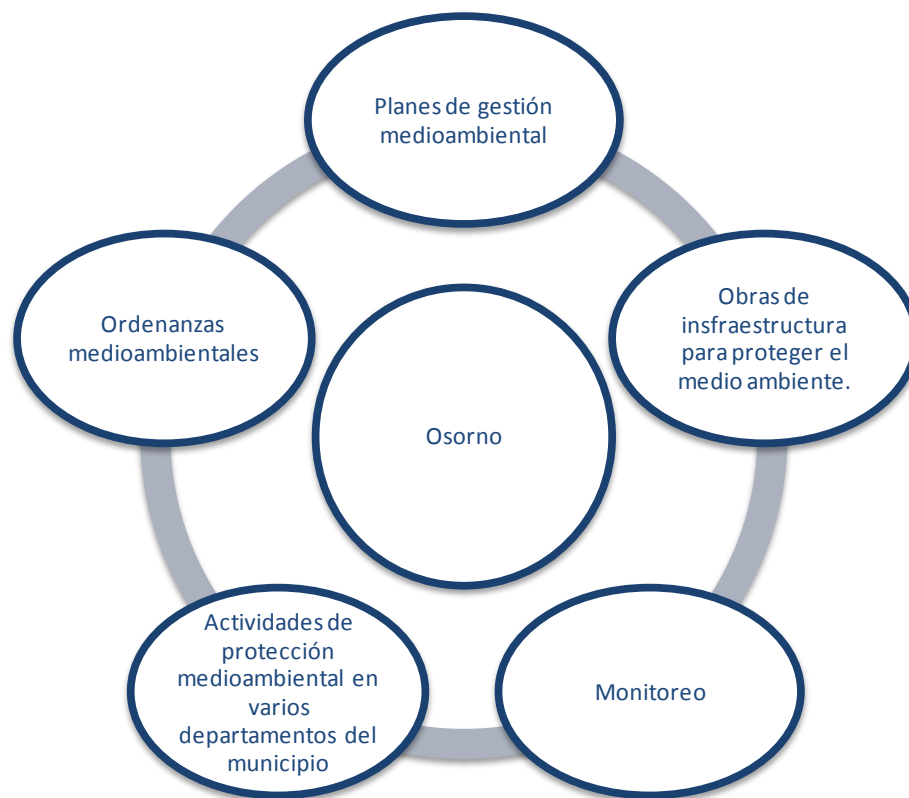 Planes de gestión
medioambiental
Obras de
insfraestructura
para proteger el
medio ambiente.
Monitoreo
Actividades de
protección
medioambiental en
varios
departamentos del
municipio
Ordenanzas
medioambientales
Osorno